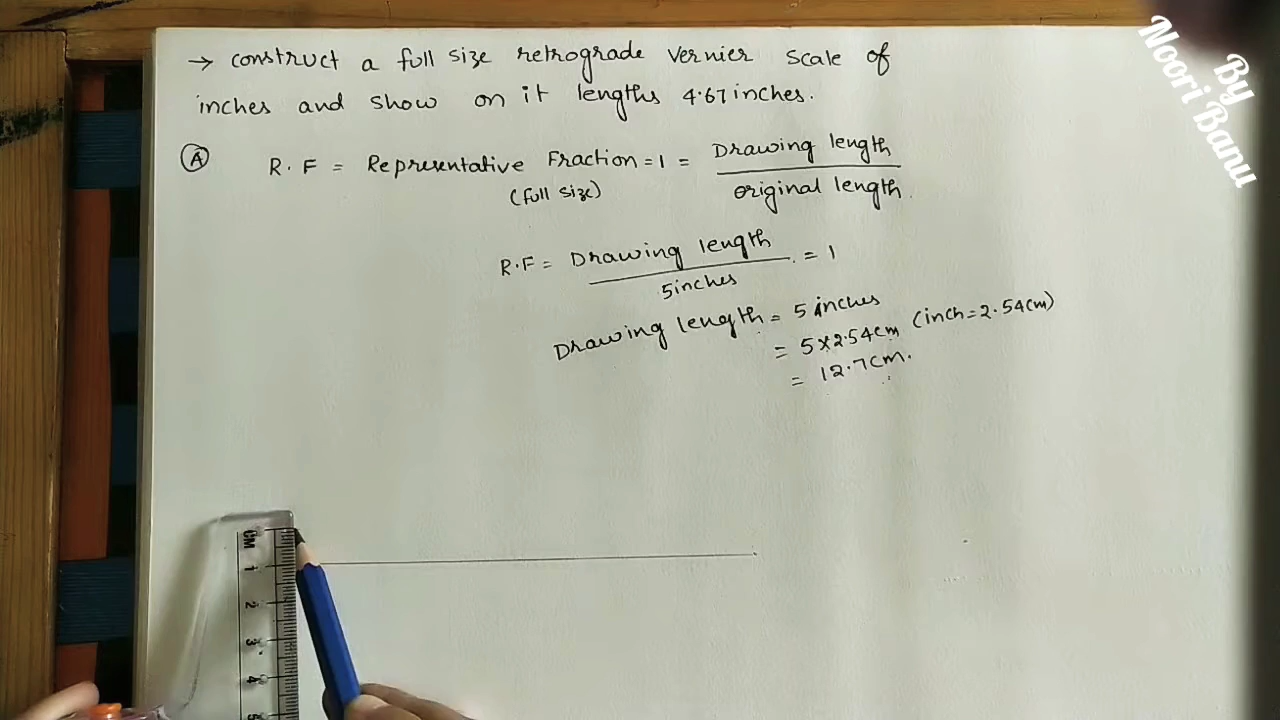 → construct a full size retrograde vernier scale of
inches and show on it lengths 4.67 inches.
(A) R.F = Representative Fraction = 1 = Drawing length
(full size) original length.
R.F = Drawing length = 1
5inches
Drawing length = 5 inches
= 5×2.54cm (inch=2.54cm)
= 12.7cm.
CM
1
2
3
4
5
By
Noori Banu